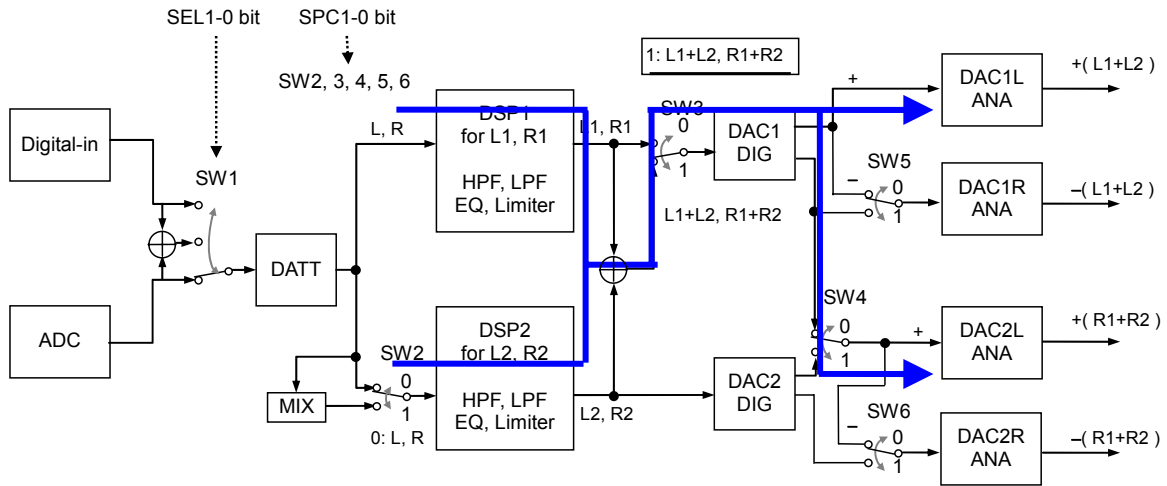 SEL1-0 bit
SPC1-0 bit
SW2, 3, 4, 5, 6
1: L1+L2, R1+R2
Digital-in
SW1
L, R
DSP1
for L1, R1
HPF, LPF
EQ, Limiter
L1, R1
SW3
0
1
DAC1
DIG
+
DAC1L
ANA
+( L1+L2 )
SW5
−
0
1
DAC1R
ANA
−( L1+L2 )
L1+L2, R1+R2
DATT
ADC
SW2
0
1
MIX
0: L, R
DSP2
for L2, R2
HPF, LPF
EQ, Limiter
L2, R2
DAC2
DIG
SW4
0
1
+
DAC2L
ANA
+( R1+R2 )
SW6
−
0
1
DAC2R
ANA
−( R1+R2 )